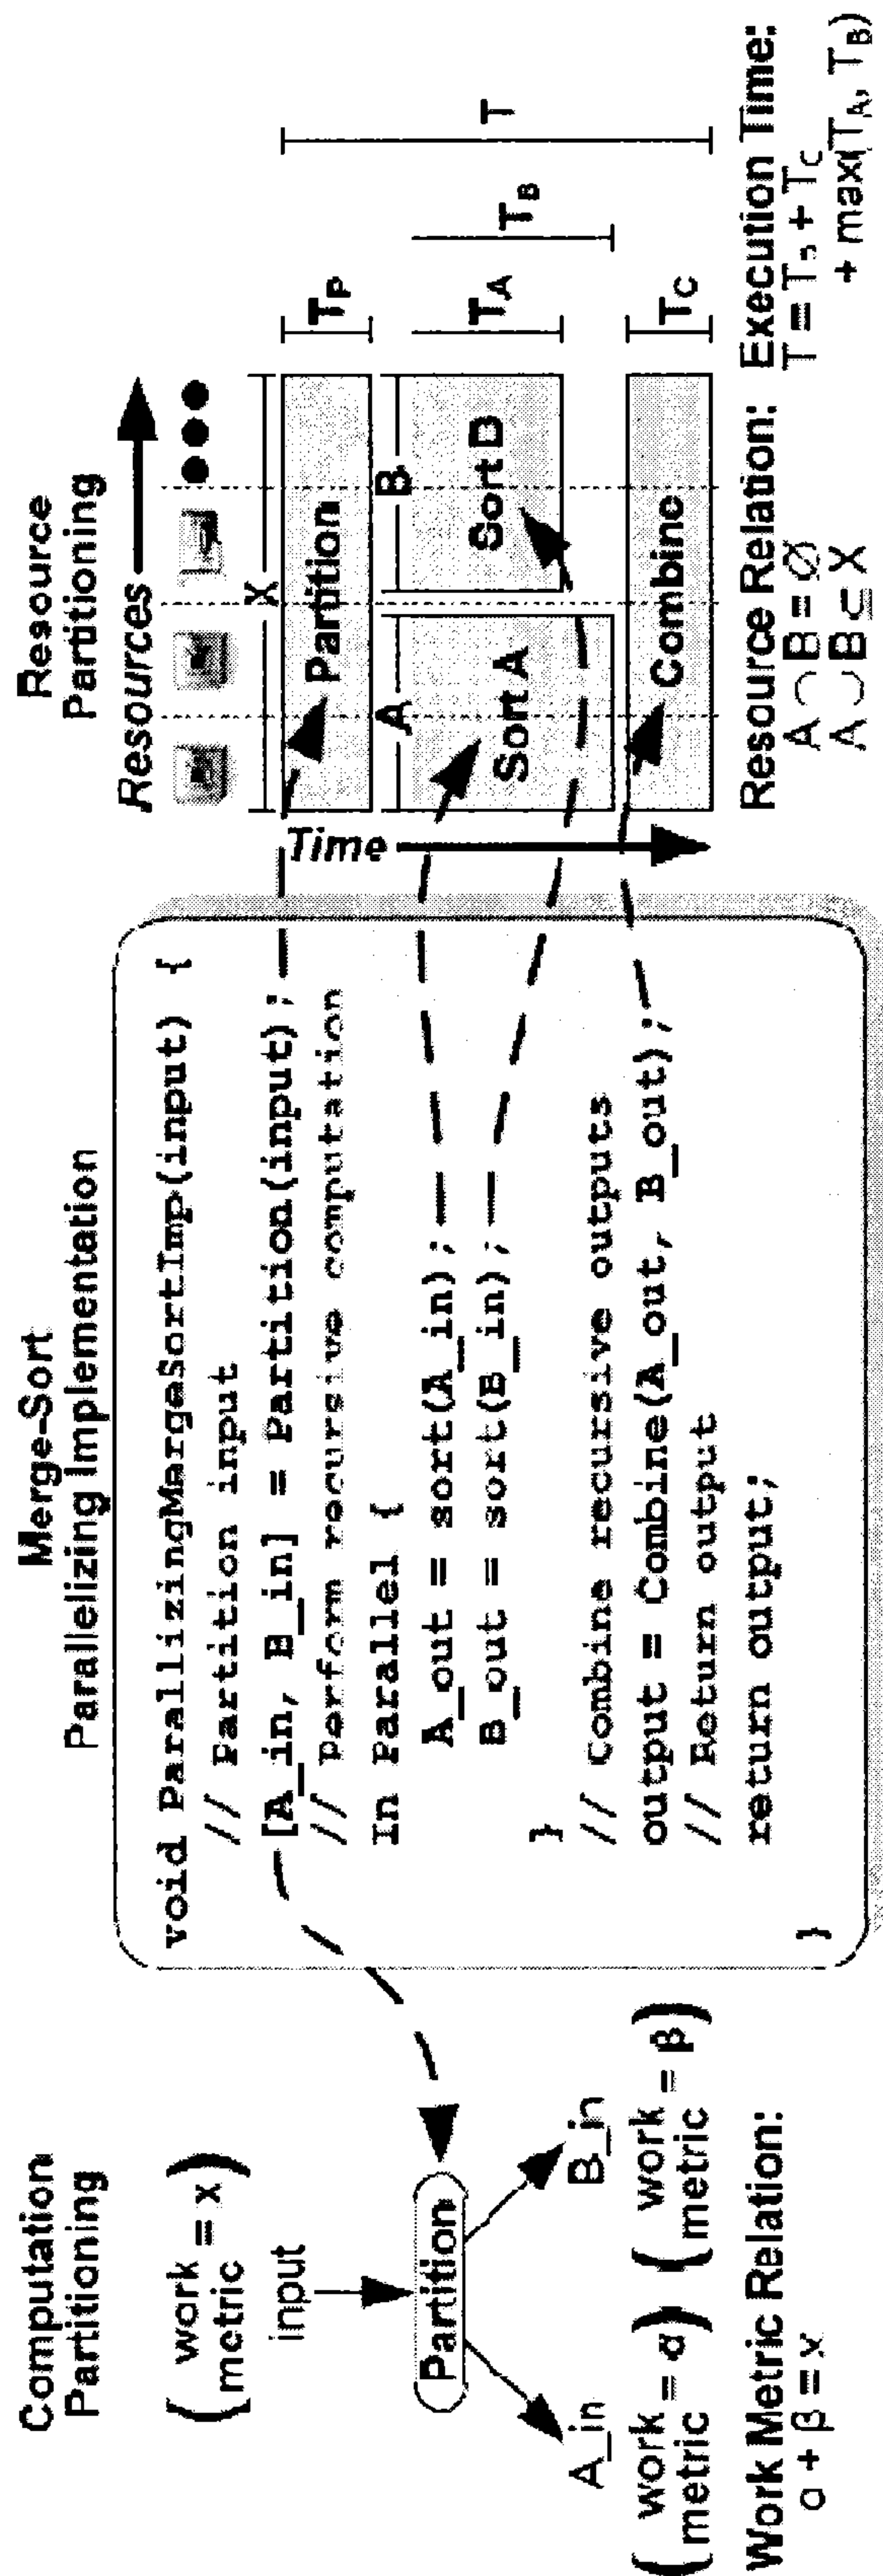 Computation
Partitioning
( work metric = x )
input
Partition
A_in
B_in
( work metric = α )
( work metric = β )
Work Metric Relation:
α + β = x
Merge-Sort
Parallelizing Implementation
void ParallizingMergeSortImp(input) {
// Partition input
[A_in, B_in] = Partition(input);
// Perform recursive computation
In Parallel {
A_out = sort(A_in);
B_out = sort(B_in);
}
// Combine recursive outputs
output = Combine(A_out, B_out);
// Return output
return output;
}
Resource
Partitioning
Resources
X
Time
Partition
A
B
Sort A
Sort B
Combine
T_P
T_A
T_B
T_C
T
Resource Relation:
A ∩ B = ∅
A ∪ B ⊆ X
Execution Time:
T = T_P + T_C
+ max(T_A, T_B)